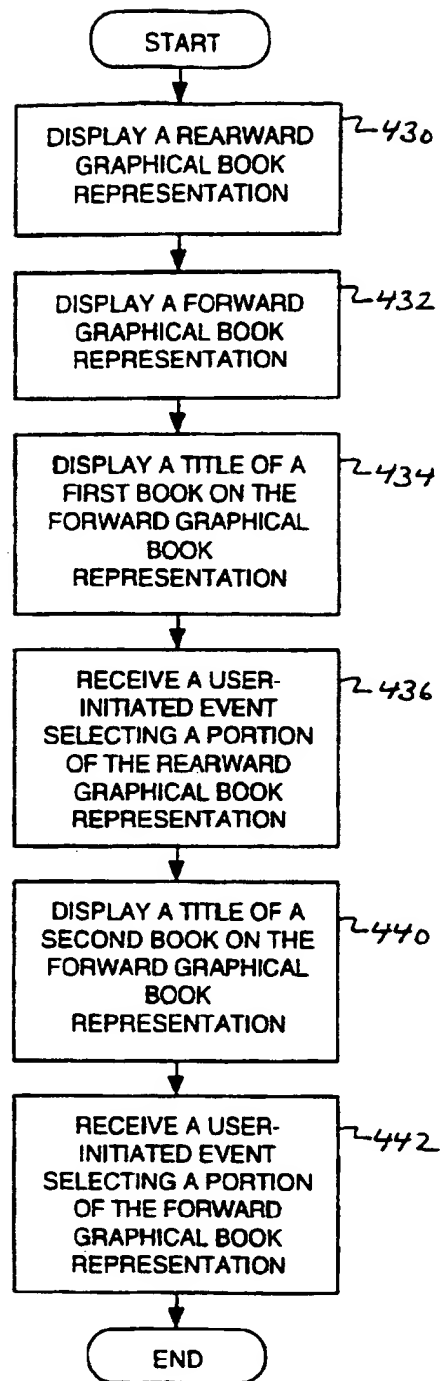 START
DISPLAY A REARWARD
GRAPHICAL BOOK
REPRESENTATION
430
DISPLAY A FORWARD
GRAPHICAL BOOK
REPRESENTATION
432
DISPLAY A TITLE OF A
FIRST BOOK ON THE
FORWARD GRAPHICAL
BOOK
REPRESENTATION
434
RECEIVE A USER-
INITIATED EVENT
SELECTING A PORTION
OF THE REARWARD
GRAPHICAL BOOK
REPRESENTATION
436
DISPLAY A TITLE OF A
SECOND BOOK ON THE
FORWARD GRAPHICAL
BOOK
REPRESENTATION
440
RECEIVE A USER-
INITIATED EVENT
SELECTING A PORTION
OF THE FORWARD
GRAPHICAL BOOK
REPRESENTATION
442
END